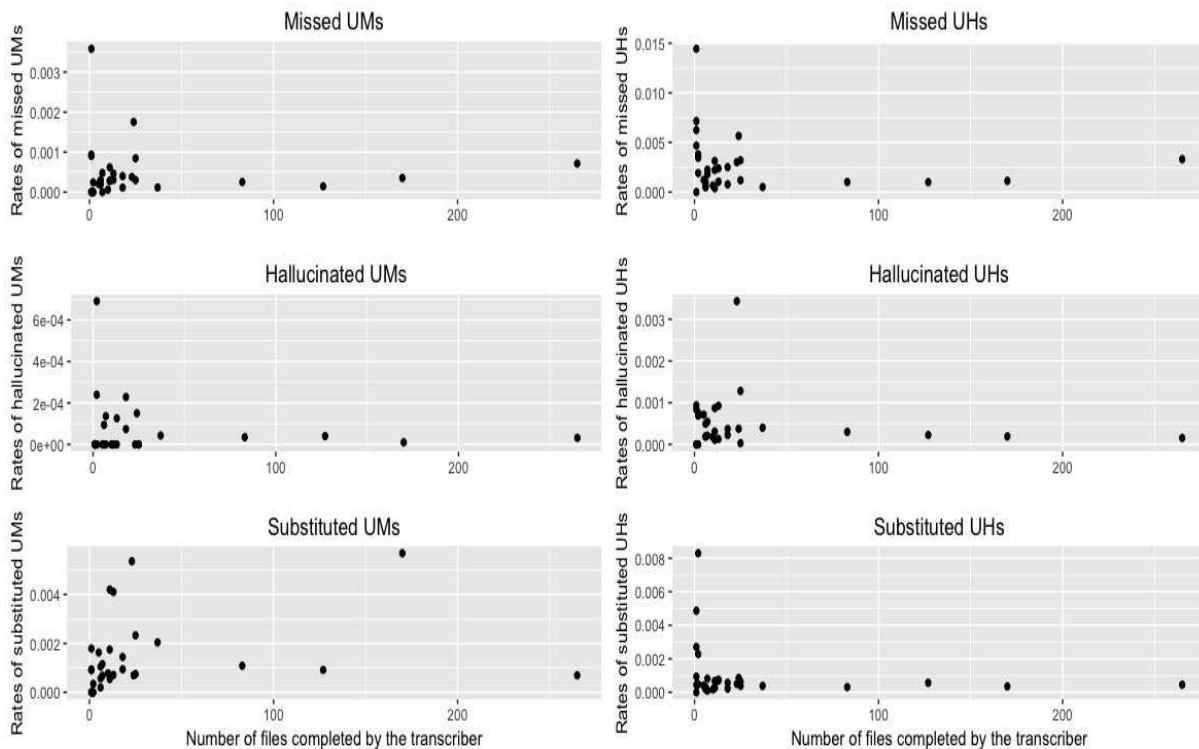 Missed UMs
Rates of missed UMs
0.003
0.002
0.001
0.000
0
100
200
Missed UHs
Rates of missed UHs
0.015
0.010
0.005
0.000
0
100
200
Hallucinated UMs
Rates of hallucinated UMs
6e-04
4e-04
2e-04
0e+00
0
100
200
Hallucinated UHs
Rates of hallucinated UHs
0.003
0.002
0.001
0.000
0
100
200
Substituted UMs
Rates of substituted UMs
0.004
0.002
0.000
0
100
200
Number of files completed by the transcriber
Substituted UHs
Rates of substituted UHs
0.008
0.006
0.004
0.002
0.000
0
100
200
Number of files completed by the transcriber